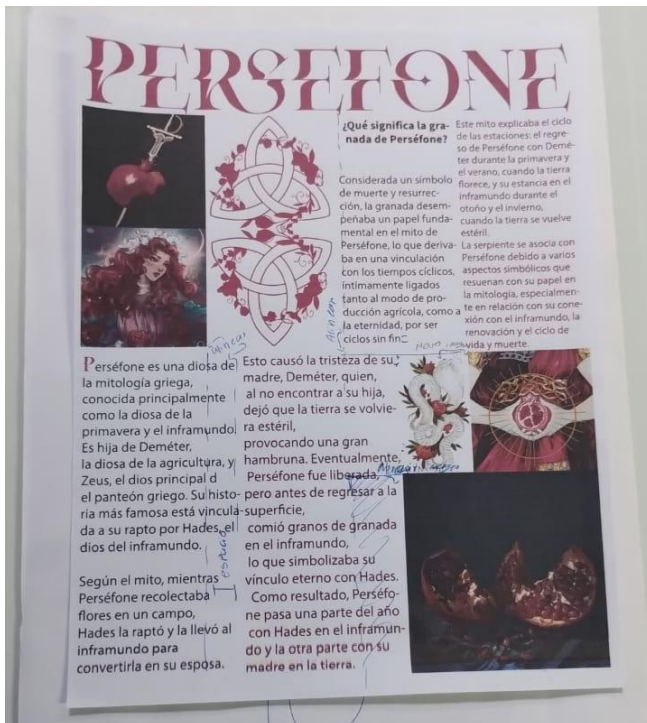 PERSEFONE
¿Qué significa la gra-
nada de Perséfone?
Considerada un símbolo
de muerte y resurrec-
ción, la granada desem-
peñaba un papel funda-
mental en el mito de
Perséfone, lo que deriva-
ba en una vinculación
con los tiempos cíclicos,
intimamente ligados
tanto al modo de pro-
ducción agrícola, como a
la eternidad, por ser
ciclos sin fin
Este mito explicaba el ciclo
de las estaciones: el regre-
so de Perséfone con Demé-
ter durante la primavera y
el verano, cuando la tierra
florece, y su estancia en el
inframundo durante el
otoño y el invierno,
cuando la tierra se vuelve
estéril.
La serpiente se asocia con
Perséfone debido a varios
aspectos simbólicos que
resuenan con su papel en
la mitología, especialmen-
te en relación con su cone-
xión con el inframundo, la
renovación y el ciclo de
vida y muerte.
Perséfone es una diosa de
la mitología griega,
conocida principalmente
como la diosa de la
primavera y el inframundo.
Es hija de Deméter,
la diosa de la agricultura, y
Zeus, el dios principal d
el panteón griego. Su histo-
ria más famosa está vincula-
da a su rapto por Hades, el
dios del inframundo.
Según el mito, mientras
Perséfone recolectaba
flores en un campo,
Hades la raptó y la llevó al
inframundo para
convertirla en su esposa.
Esto causó la tristeza de su
madre, Deméter, quien,
al no encontrar a su hija,
dejó que la tierra se volvie-
ra estéril,
provocando una gran
hambruna. Eventualmente,
Perséfone fue liberada,
pero antes de regresar a la
superficie,
comió granos de granada
en el inframundo,
lo que simbolizaba su
vínculo eterno con Hades.
Como resultado, Perséfo-
ne pasa una parte del año
con Hades en el inframun-
do y la otra parte con su
madre en la tierra.
Alinear
Alinear
espacio